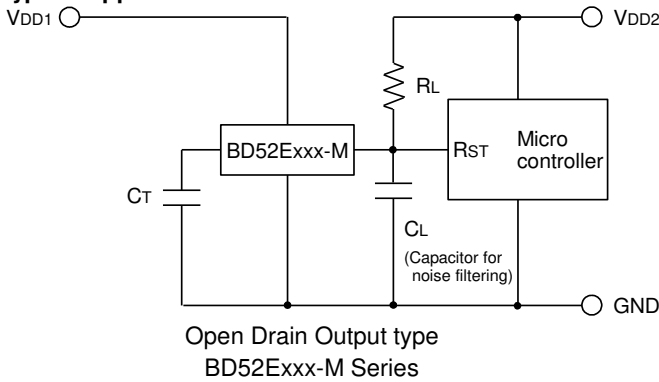 VDD1
VDD2
RL
BD52Exxx-M
RST
Micro
controller
CT
CL
(Capacitor for
noise filtering)
GND
Open Drain Output type
BD52Exxx-M Series